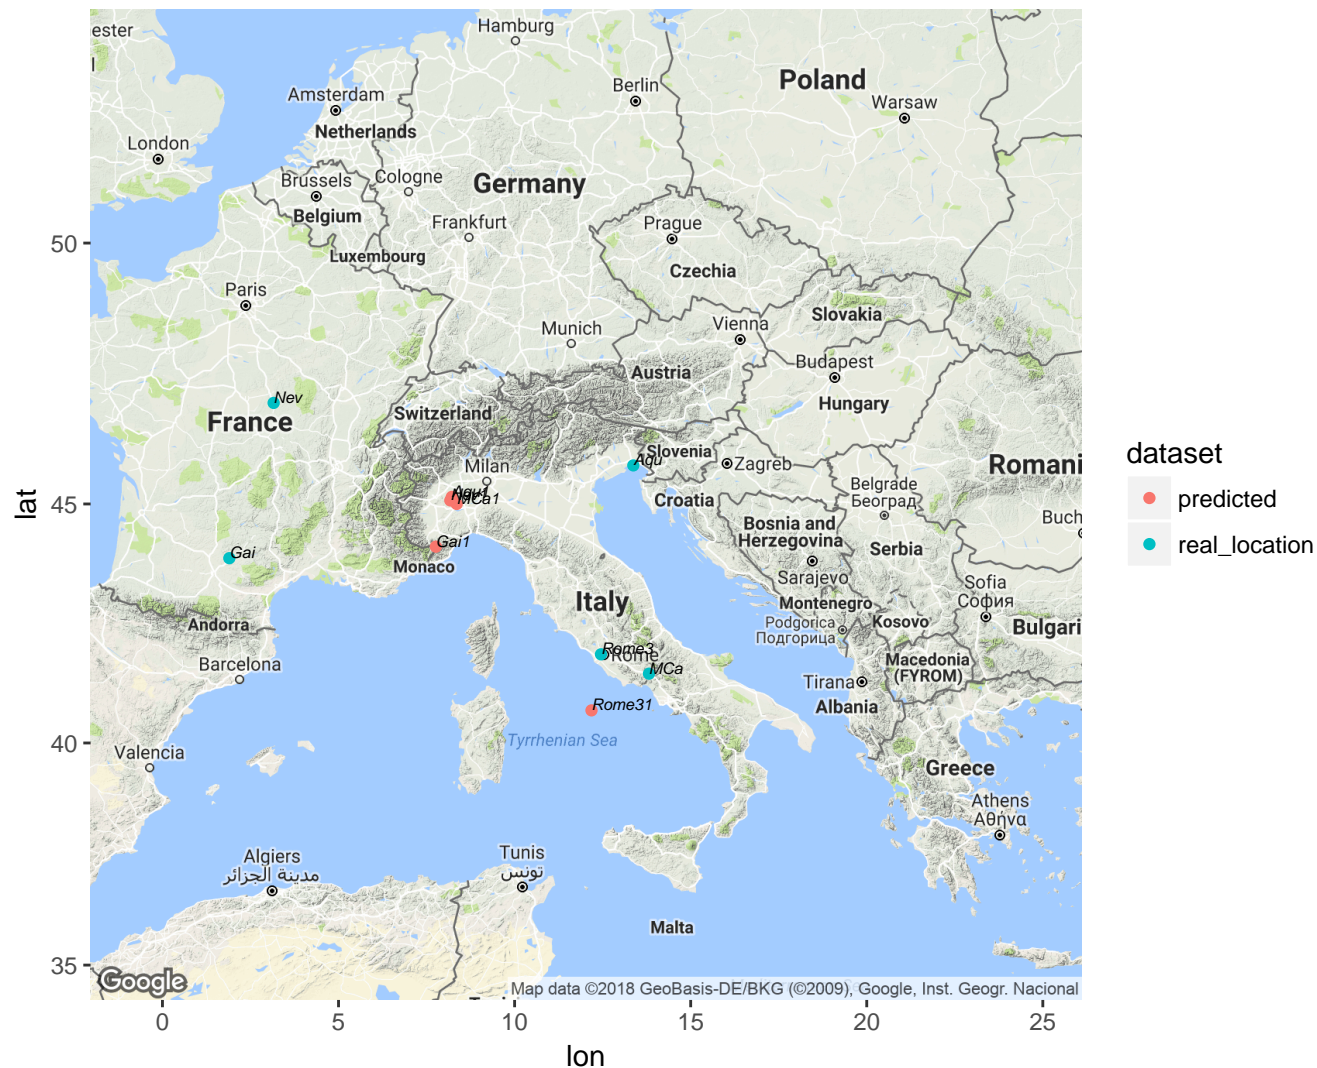 ester
l
Hamburg
Berlin
Poland
Warsaw
Amsterdam
Netherlands
London
Brussels
Cologne
Germany
Belgium
Frankfurt
Luxembourg
Prague
Czechia
50
Paris
Munich
Vienna
Slovakia
Budapest
Austria
Hungary
Nev
France
Switzerland
Milan
Slovenia
Aqu
Zagreb
Romani
Aqu1
MCa1
45
Croatia
Belgrade
Београд
Buch
Bosnia and
Herzegovina
Serbia
Gai
Gai1
Monaco
Sarajevo
Sofia
София
Italy
Montenegro
Andorra
Podgorica
Подгорица
Kosovo
Bulgari
Barcelona
Rome3
Rome
MCa
Macedonia
(FYROM)
Tirana
Albania
Rome31
40
Valencia
Tyrrhenian Sea
Greece
Athens
Αθήνα
Algiers
مدينة الجزائر
Tunis
تونس
Malta
35
Google
Map data ©2018 GeoBasis-DE/BKG (©2009), Google, Inst. Geogr. Nacional
0 5 10 15 20 25
lon
lat
dataset
predicted
real_location